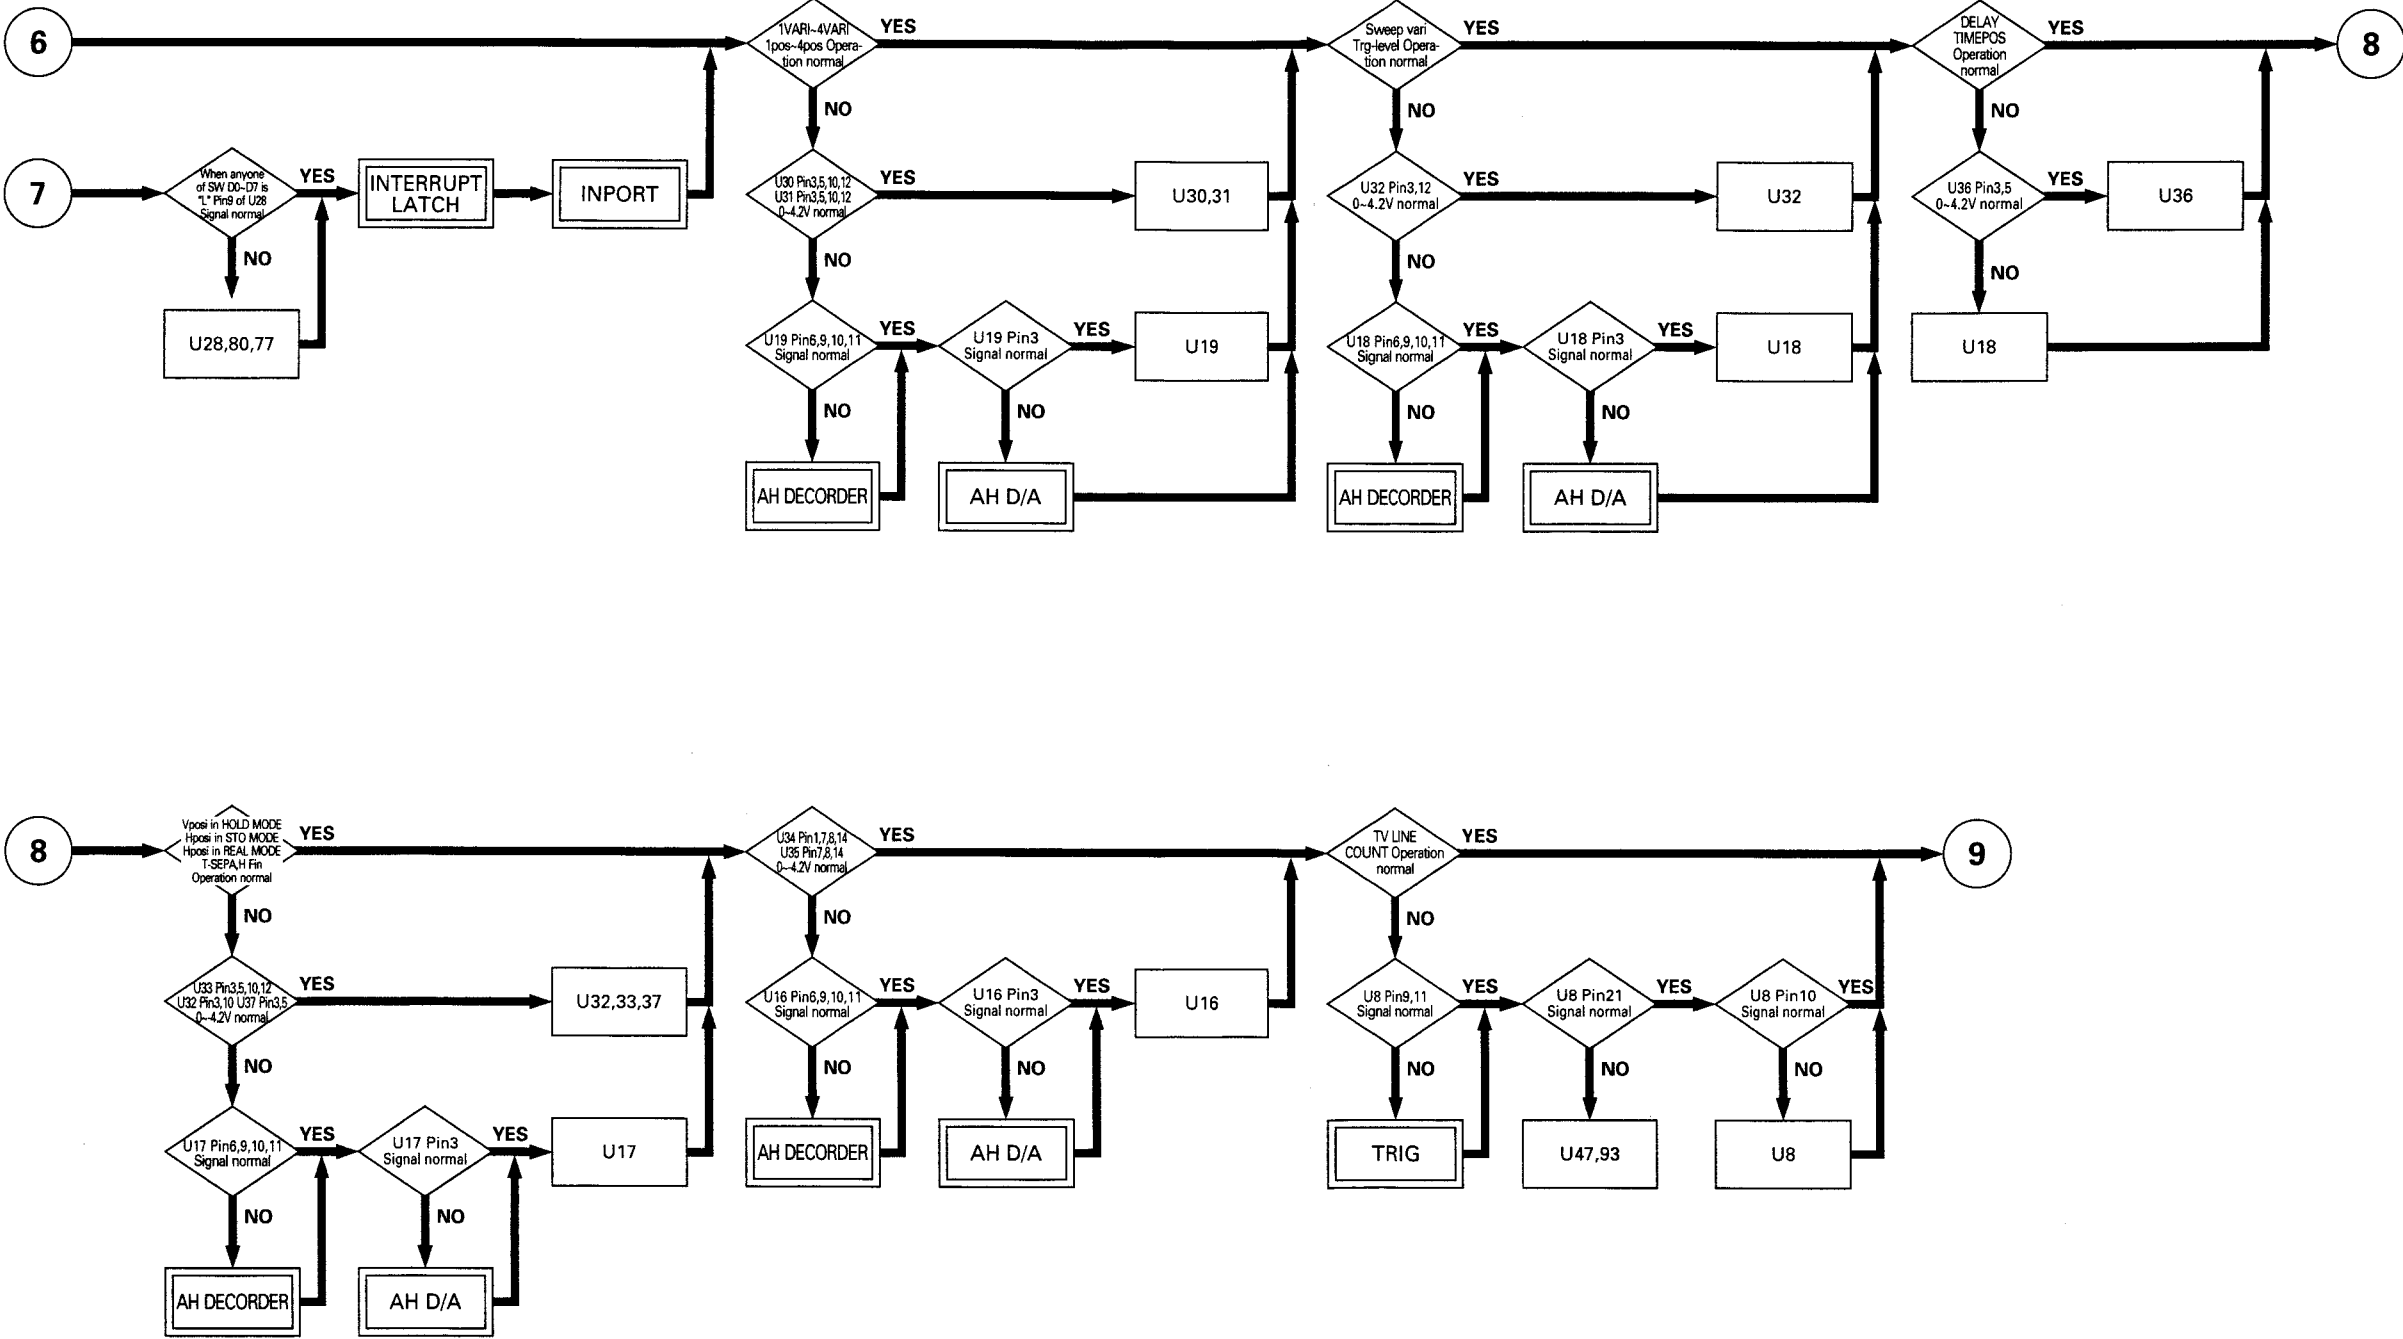 6
1VARI~4VARI
1pos~4pos Opera-
tion normal
YES
Sweep vari
Trg-level Opera-
tion normal
YES
DELAY
TIMEPOS
Operation
normal
YES
8
NO
NO
NO
7
When anyone
of SW D0~D7 is
"L" Pin9 of U28
Signal normal
YES
INTERRUPT
LATCH
INPORT
U30 Pin3,5,10,12
U31 Pin3,5,10,12
0~4.2V normal
YES
U30,31
U32 Pin3,12
0~4.2V normal
YES
U32
U36 Pin3,5
0~4.2V normal
YES
U36
NO
NO
NO
NO
U28,80,77
U19 Pin6,9,10,11
Signal normal
YES
U19 Pin3
Signal normal
YES
U19
U18 Pin6,9,10,11
Signal normal
YES
U18 Pin3
Signal normal
YES
U18
U18
NO
NO
NO
NO
AH DECORDER
AH D/A
AH DECORDER
AH D/A
8
Vposi in HOLD MODE
Hposi in STO MODE
Hposi in REAL MODE
T-SEPA,H Fin
Operation normal
YES
U34 Pin1,7,8,14
U35 Pin7,8,14
0~4.2V normal
YES
TV LINE
COUNT Operation
normal
YES
9
NO
NO
NO
U33 Pin3,5,10,12
U32 Pin3,10 U37 Pin3,5
0~4.2V normal
YES
U32,33,37
U16 Pin6,9,10,11
Signal normal
YES
U16 Pin3
Signal normal
YES
U16
U8 Pin9,11
Signal normal
YES
U8 Pin21
Signal normal
YES
U8 Pin10
Signal normal
YES
NO
NO
NO
NO
NO
NO
U17 Pin6,9,10,11
Signal normal
YES
U17 Pin3
Signal normal
YES
U17
AH DECORDER
AH D/A
TRIG
U47,93
U8
NO
NO
AH DECORDER
AH D/A